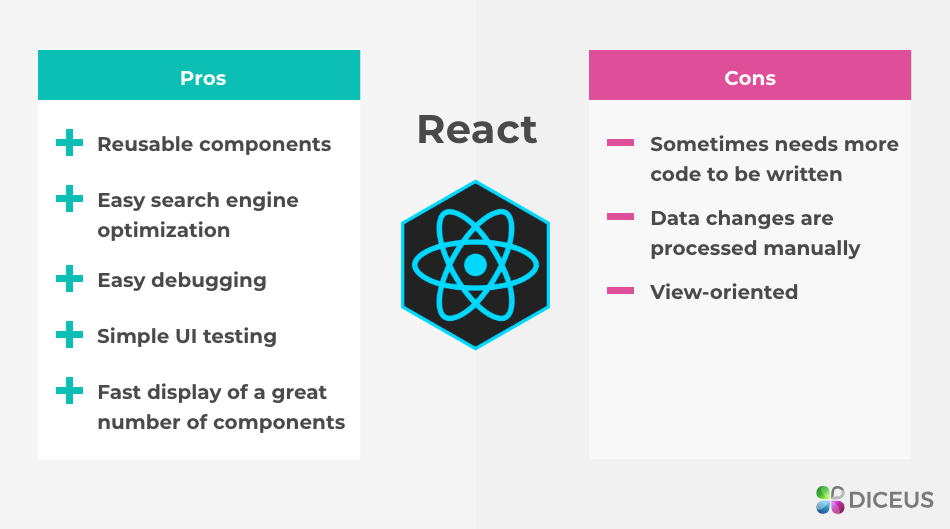 Pros
Reusable components
Easy search engine
optimization
Easy debugging
Simple UI testing
Fast display of a great
number of components
React
Cons
Sometimes needs more
code to be written
Data changes are
processed manually
View-oriented
DICEUS